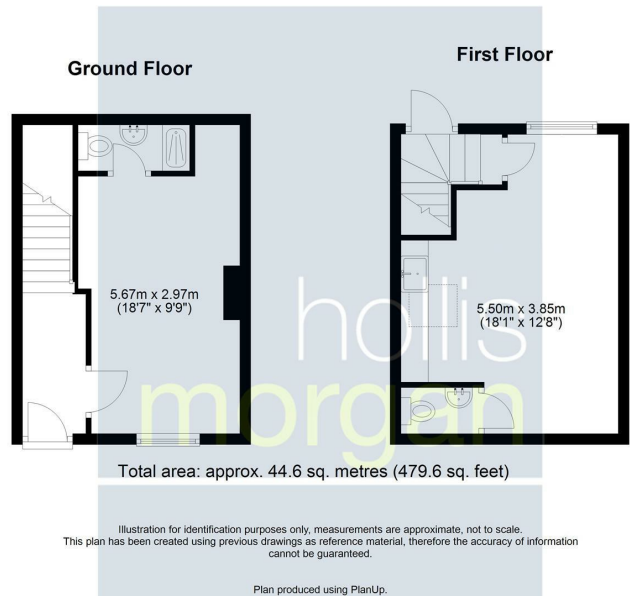 Ground Floor
First Floor
5.67m x 2.97m
(18'7" x 9'9")
5.50m x 3.85m
(18'1" x 12'8")
hollis
morgan
Total area: approx. 44.6 sq. metres (479.6 sq. feet)
Illustration for identification purposes only, measurements are approximate, not to scale.
This plan has been created using previous drawings as reference material, therefore the accuracy of information
cannot be guaranteed.
Plan produced using PlanUp.